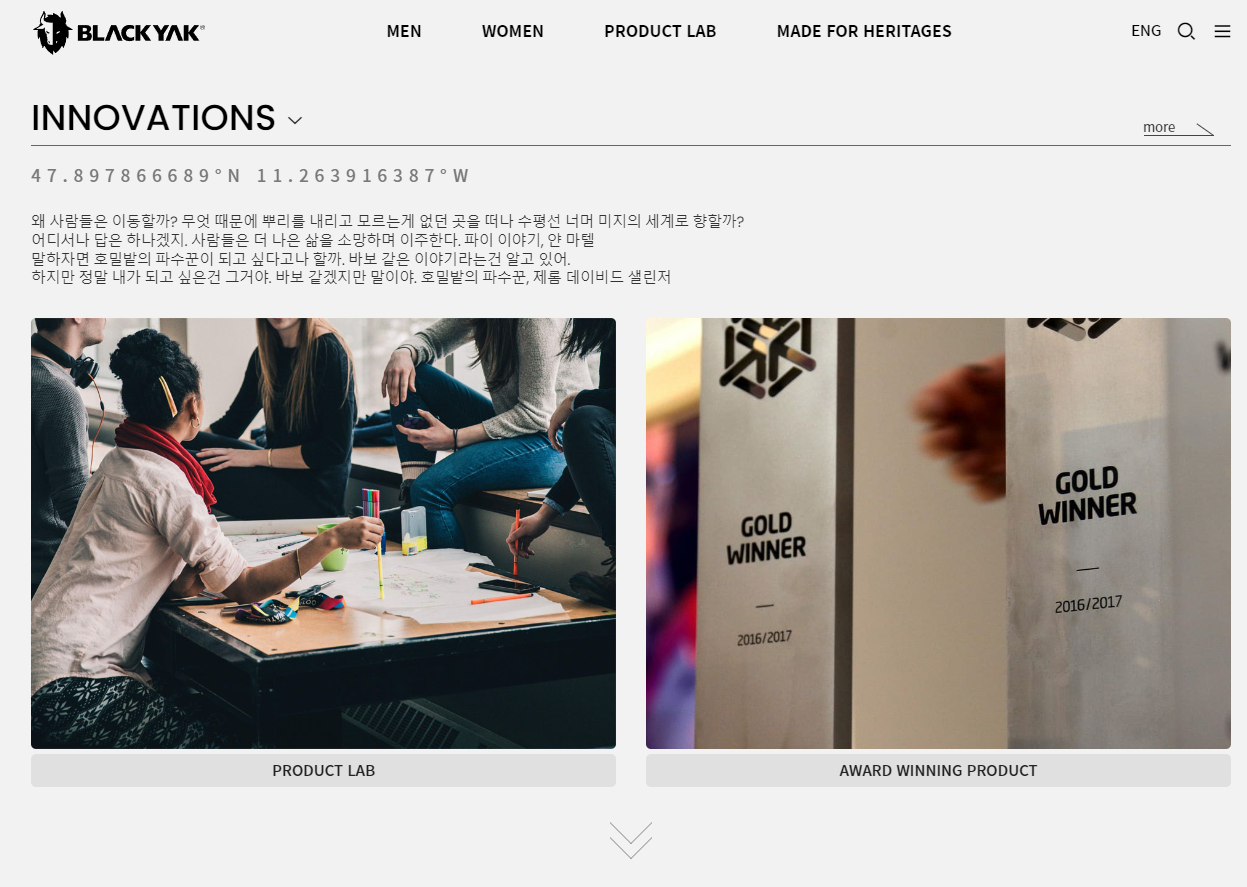 BLACKYAK®
MEN
WOMEN
PRODUCT LAB
MADE FOR HERITAGES
ENG
INNOVATIONS
more
47.897866689°N 11.263916387°W
왜 사람들은 이동할까? 무엇 때문에 뿌리를 내리고 모르는게 없던 곳을 떠나 수평선 너머 미지의 세계로 향할까?
어디서나 답은 하나겠지. 사람들은 더 나은 삶을 소망하며 이주한다. 파이 이야기, 얀 마텔
말하자면 호밀밭의 파수꾼이 되고 싶다고나 할까. 바보 같은 이야기라는건 알고 있어.
하지만 정말 내가 되고 싶은건 그거야. 바보 같겠지만 말이야. 호밀밭의 파수꾼, 제롬 데이비드 샐린저
GOLD
WINNER
2016/2017
GOLD
WINNER
2016/2017
PRODUCT LAB
AWARD WINNING PRODUCT